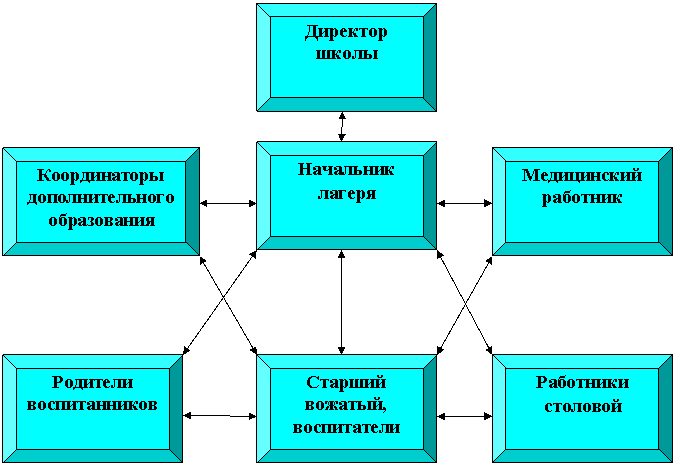 Директор
школы
Координаторы
дополнительного
образования
Начальник
лагеря
Медицинский
работник
Родители
воспитанников
Старший
вожатый,
воспитатели
Работники
столовой